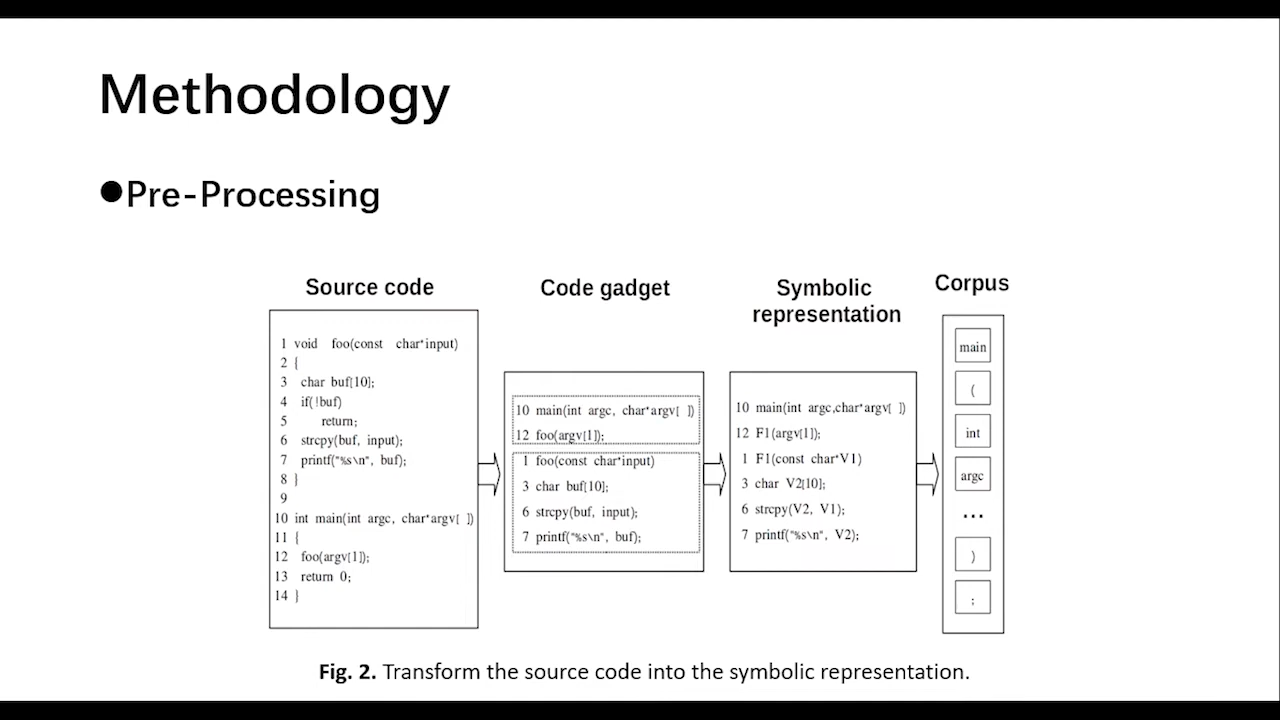 Methodology
●Pre-Processing
Source code
1 void foo(const char*input)
2 {
3 char buf[10];
4 if(!buf)
5 return;
6 strcpy(buf, input);
7 printf("%s\n", buf);
8 }
9
10 int main(int argc, char*argv[ ])
11 {
12 foo(argv[1]);
13 return 0;
14 }
Code gadget
10 main(int argc, char*argv[ ])
12 foo(argv[1]);
1 foo(const char*input)
3 char buf[10];
6 strcpy(buf, input);
7 printf("%s\n", buf);
Symbolic
representation
10 main(int argc,char*argv[ ])
12 F1(argv[1]);
1 F1(const char*V1)
3 char V2[10];
6 strcpy(V2, V1);
7 printf("%s\n", V2);
Corpus
main
(
int
argc
...
)
;
Fig. 2. Transform the source code into the symbolic representation.